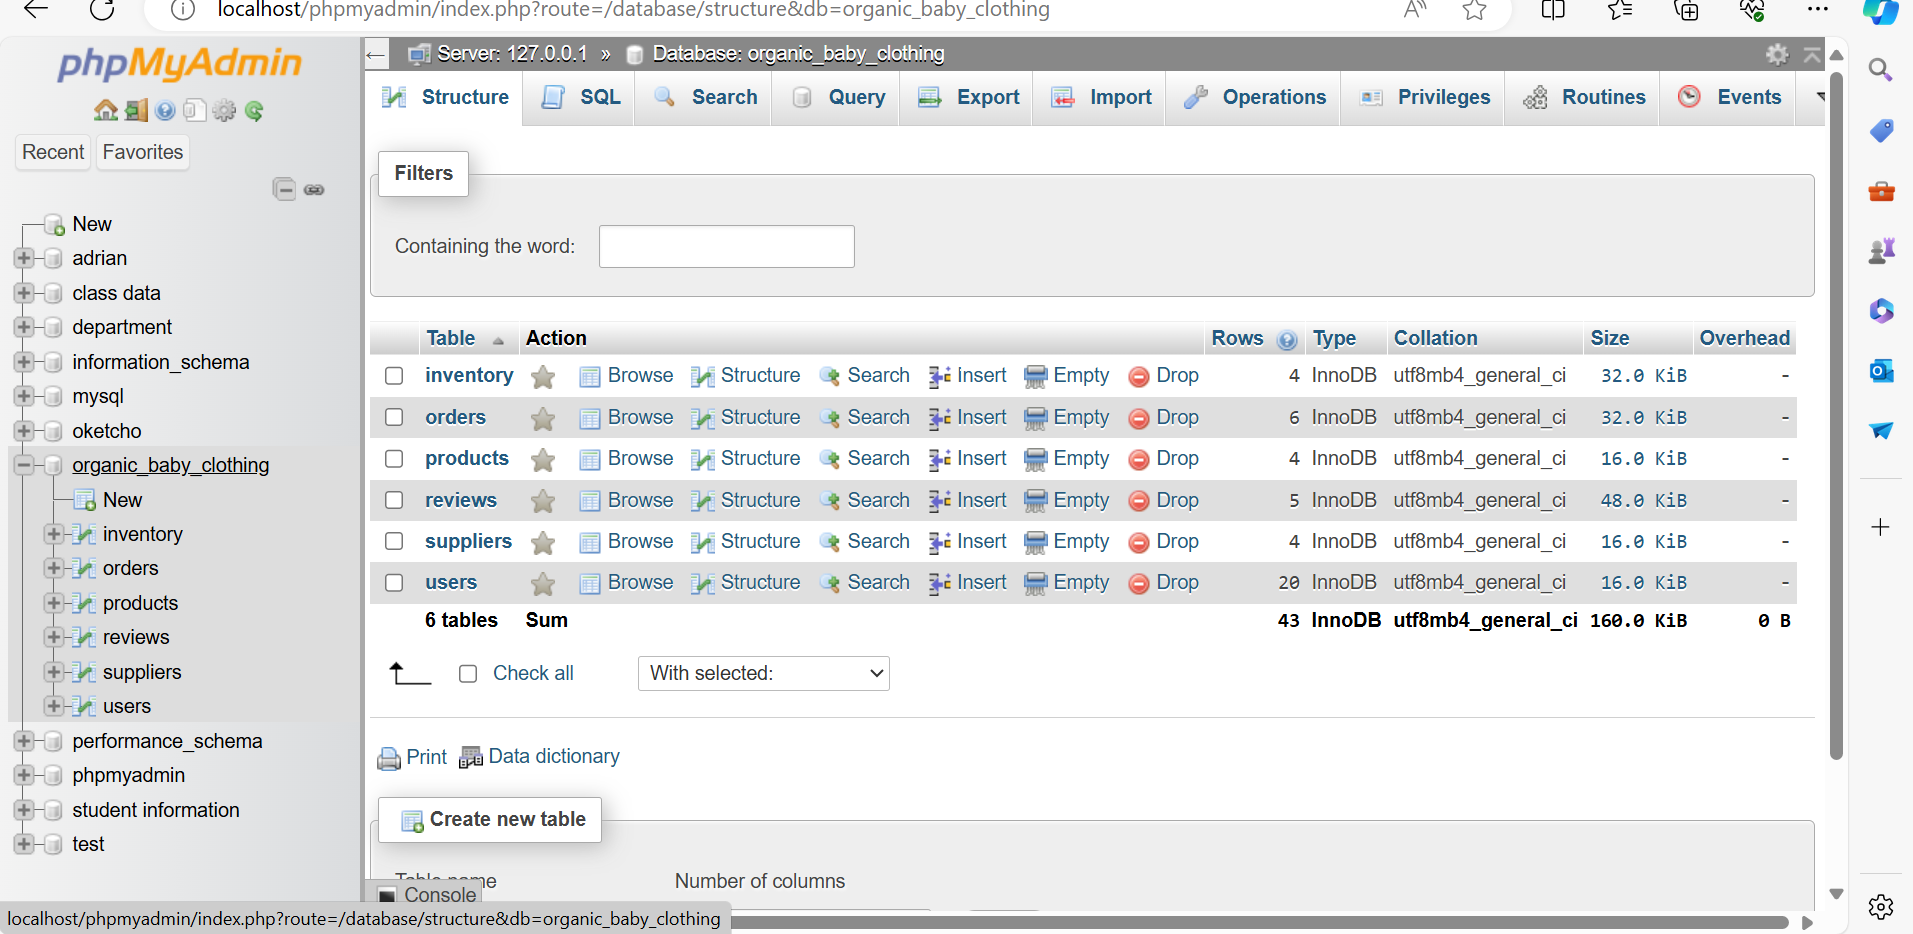 localhost/phpmyadmin/index.php?route=/database/structure&db=organic_baby_clothing
phpMyAdmin
Recent Favorites
New
adrian
class data
department
information_schema
mysql
oketcho
organic_baby_clothing
New
inventory
orders
products
reviews
suppliers
users
performance_schema
phpmyadmin
student information
test
Server: 127.0.0.1 » Database: organic_baby_clothing
Structure SQL Search Query Export Import Operations Privileges Routines Events
Filters
Containing the word:
Table Action Rows Type Collation Size Overhead
inventory Browse Structure Search Insert Empty Drop 4 InnoDB utf8mb4_general_ci 32.0 KiB -
orders Browse Structure Search Insert Empty Drop 6 InnoDB utf8mb4_general_ci 32.0 KiB -
products Browse Structure Search Insert Empty Drop 4 InnoDB utf8mb4_general_ci 16.0 KiB -
reviews Browse Structure Search Insert Empty Drop 5 InnoDB utf8mb4_general_ci 48.0 KiB -
suppliers Browse Structure Search Insert Empty Drop 4 InnoDB utf8mb4_general_ci 16.0 KiB -
users Browse Structure Search Insert Empty Drop 20 InnoDB utf8mb4_general_ci 16.0 KiB -
6 tables Sum 43 InnoDB utf8mb4_general_ci 160.0 KiB 0 B
Check all With selected:
Print Data dictionary
Create new table
Table name Number of columns
Console
localhost/phpmyadmin/index.php?route=/database/structure&db=organic_baby_clothing